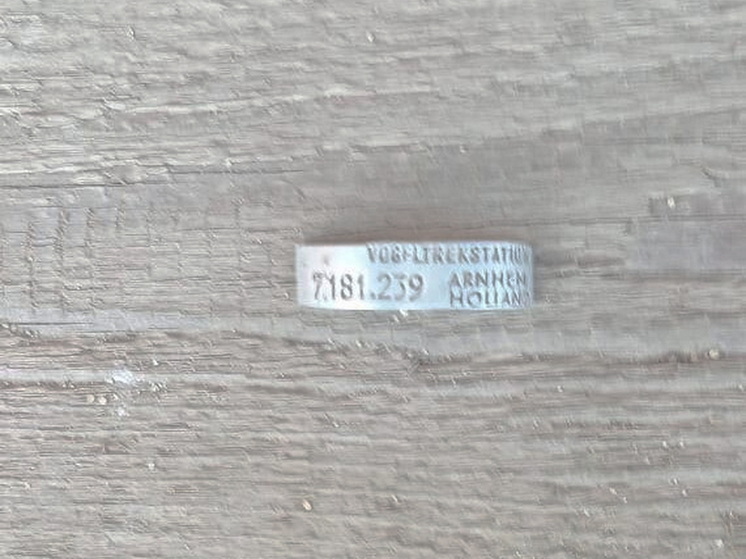 VOGELTREKSTATION
7.181.239 ARNHEM
HOLLAND